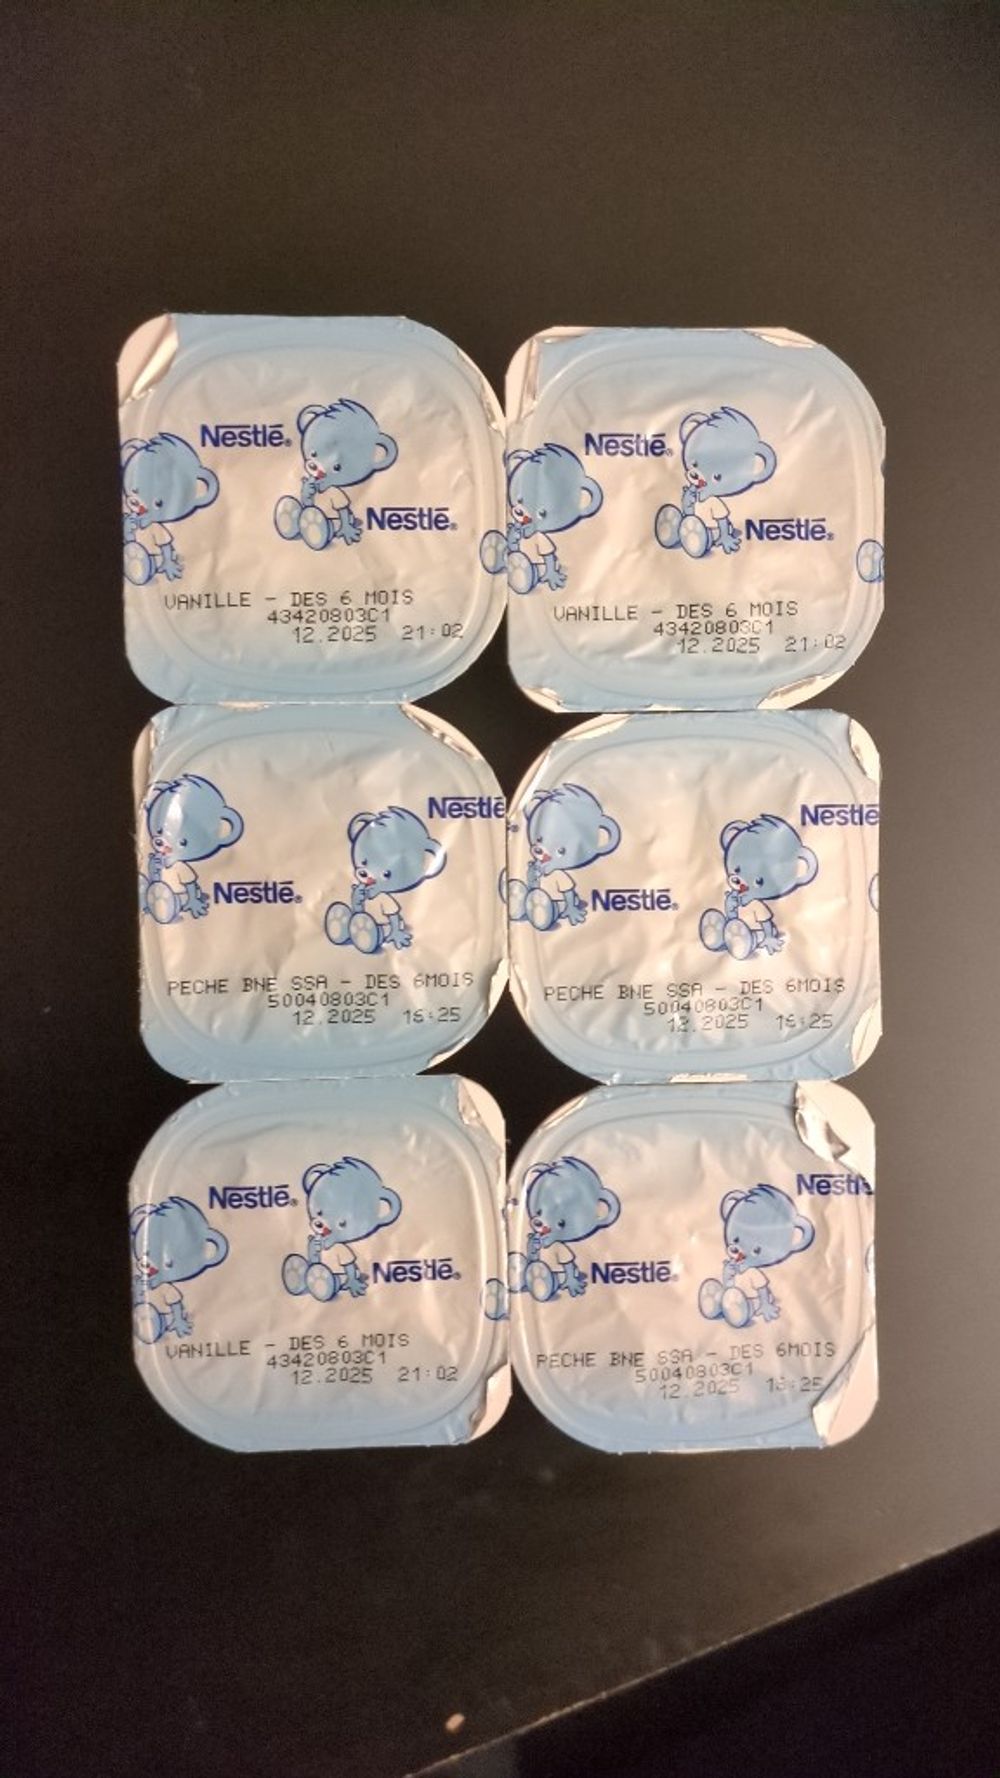 Nestlé
Nestlé
VANILLE - DES 6 MOIS
43420803C1
12.2025 21:02
Nestlé
Nestlé
VANILLE - DES 6 MOIS
43420803C1
12.2025 21:02
Nestlé
Nestlé
PECHE BNE SSA - DES 6MOIS
50040803C1
12.2025 16:25
Nestlé
Nestlé
PECHE BNE SSA - DES 6MOIS
50040803C1
12.2025 16:25
Nestlé
Nestlé
VANILLE - DES 6 MOIS
43420803C1
12.2025 21:02
Nestlé
Nestlé
PECHE BNE SSA - DES 6MOIS
50040803C1
12.2025 16:25